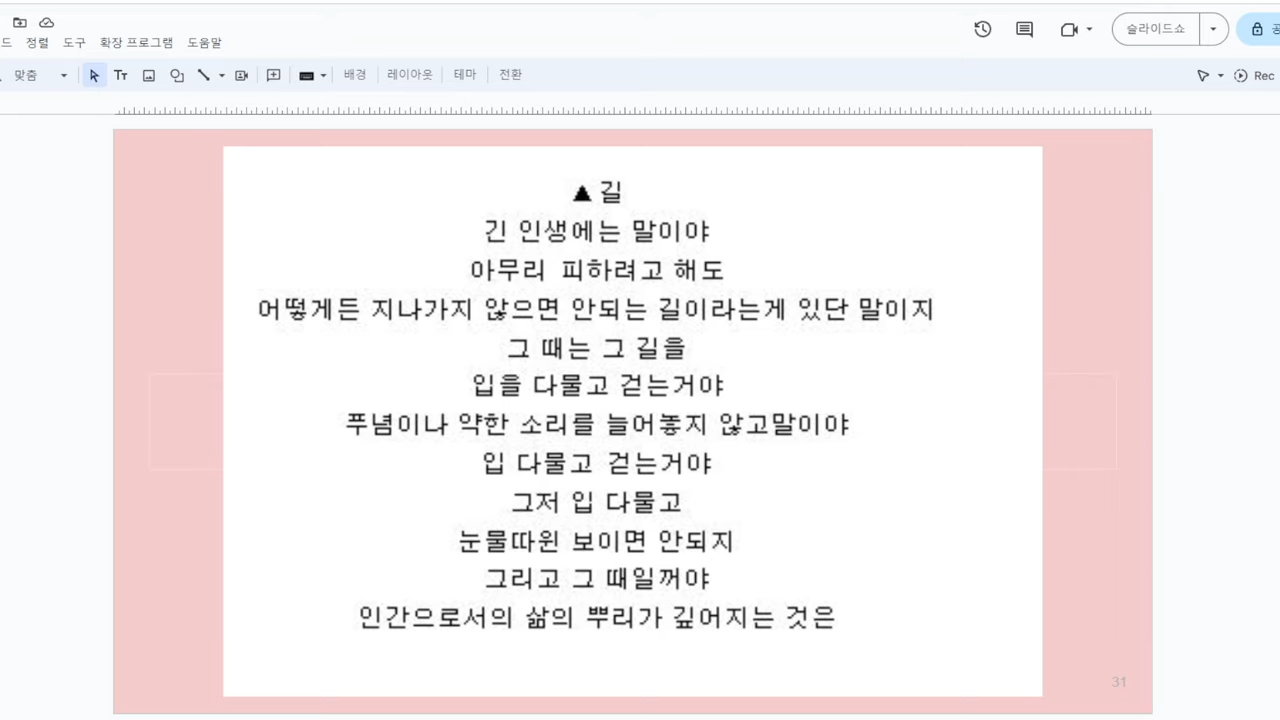 정렬 도구 확장 프로그램 도움말
슬라이드쇼
맞춤 배경 레이아웃 테마 전환 Rec
▲길
긴 인생에는 말이야
아무리 피하려고 해도
어떻게든 지나가지 않으면 안되는 길이라는게 있단 말이지
그 때는 그 길을
입을 다물고 걷는거야
푸념이나 약한 소리를 늘어놓지 않고말이야
입 다물고 걷는거야
그저 입 다물고
눈물따윈 보이면 안되지
그리고 그 때일꺼야
인간으로서의 삶의 뿌리가 깊어지는 것은
31